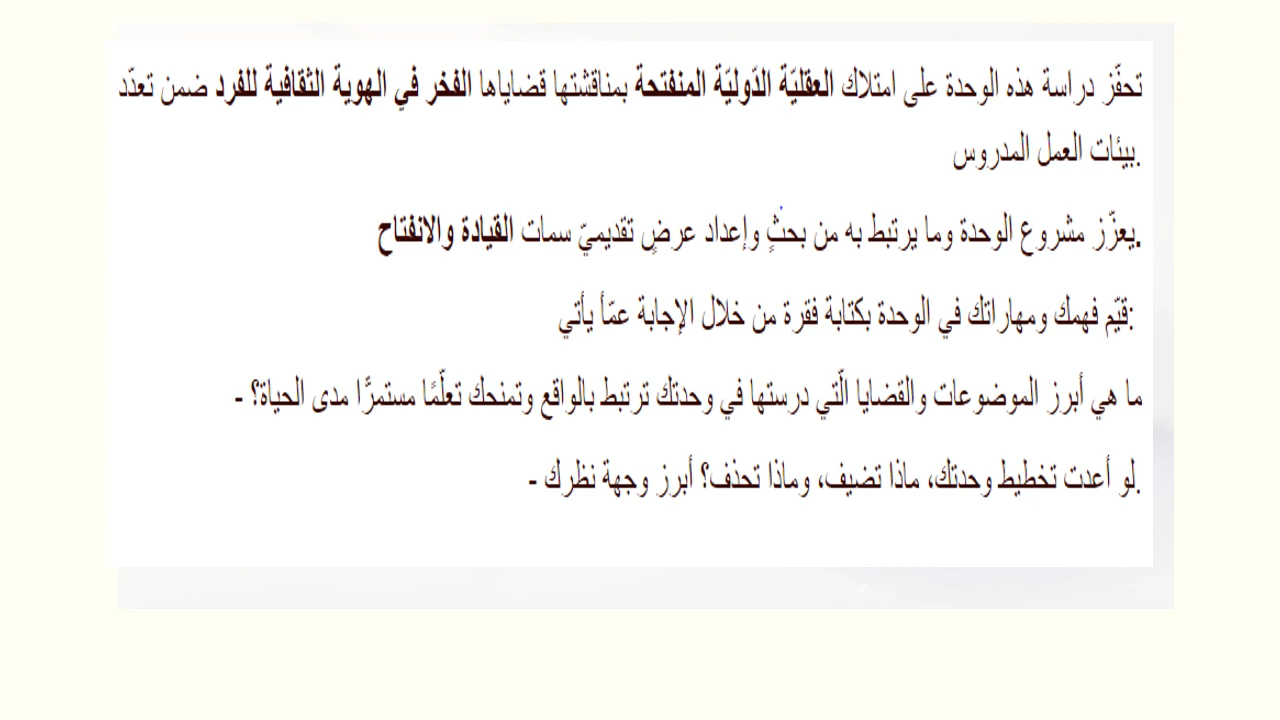 تحفّز دراسة هذه الوحدة على امتلاك العقليّة الدّوليّة المنفتحة بمناقشتها قضاياها الفخر في الهوية الثقافية للفرد ضمن تعدّد
بيئات العمل المدروس.
يعزّز مشروع الوحدة وما يرتبط به من بحثٍ وإعداد عرضٍ تقديميّ سمات القيادة والانفتاح.
قيّم فهمك ومهاراتك في الوحدة بكتابة فقرة من خلال الإجابة عمّأ يأتي:
ما هي أبرز الموضوعات والقضايا الّتي درستها في وحدتك ترتبط بالواقع وتمنحك تعلّمًا مستمرًّا مدى الحياة؟ -
لو أعدت تخطيط وحدتك، ماذا تضيف، وماذا تحذف؟ أبرز وجهة نظرك. -